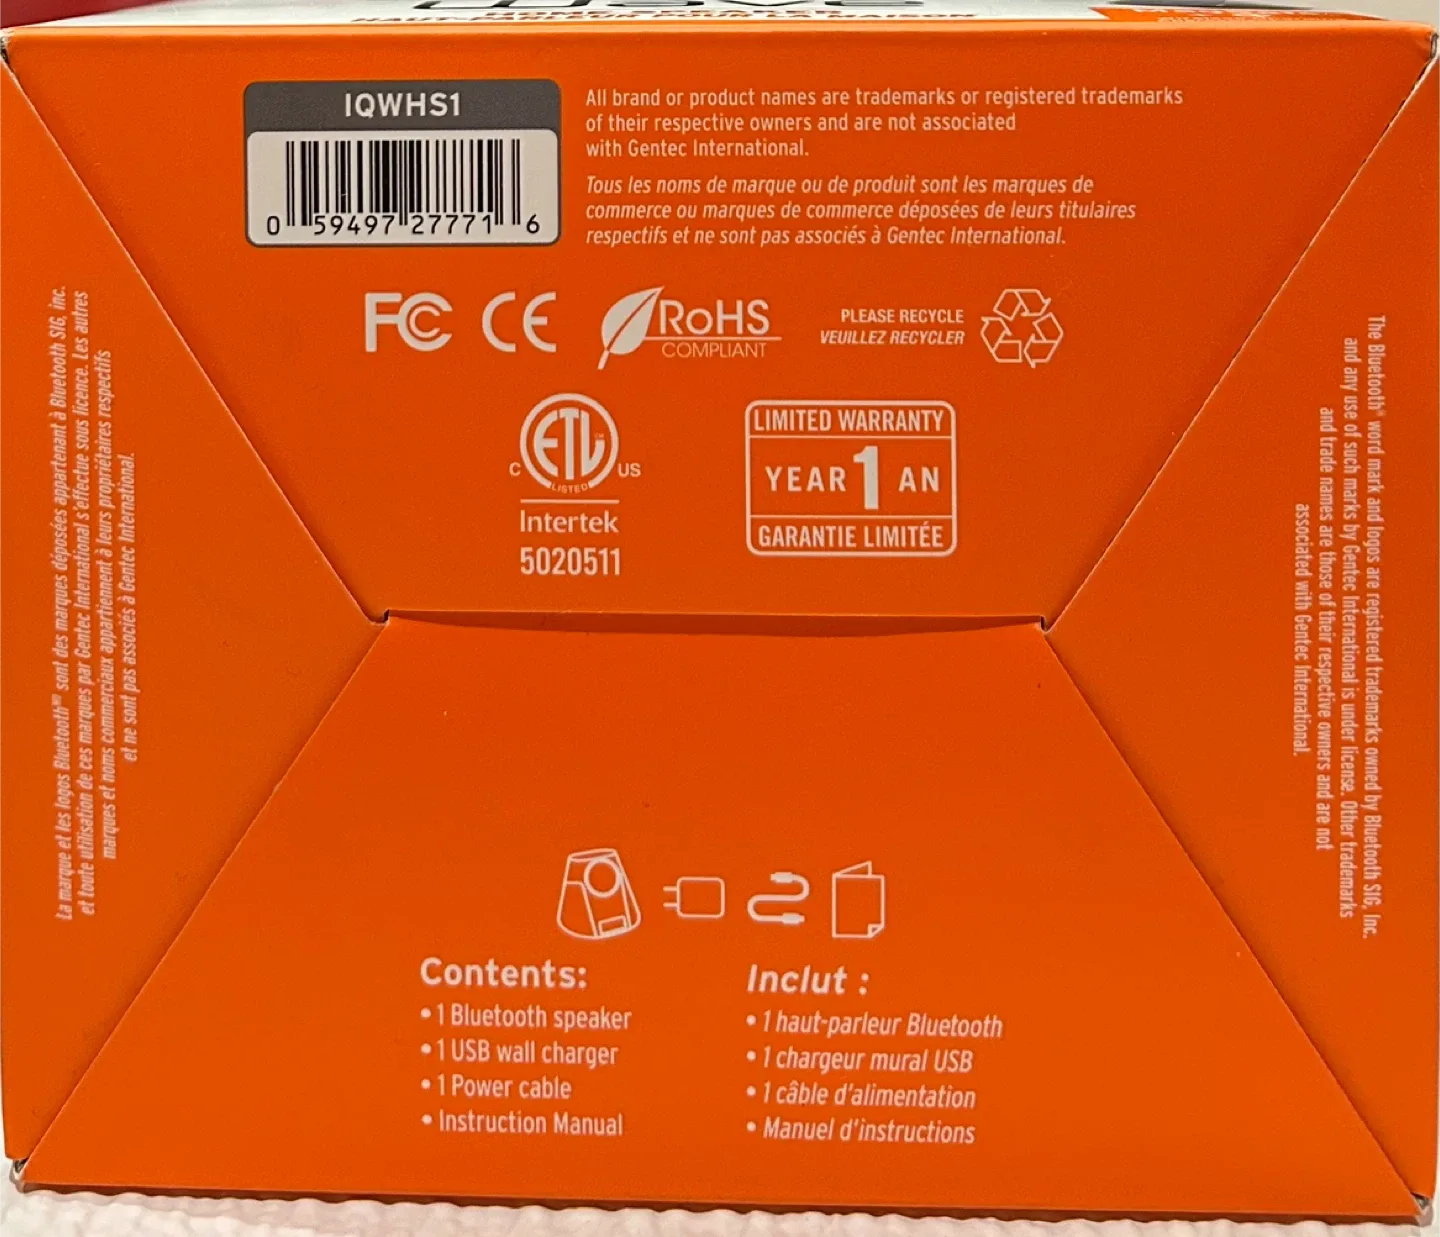 HAUT-PARLEUR POUR LA MAISON
IQWHS1
0 59497 27771 6
All brand or product names are trademarks or registered trademarks
of their respective owners and are not associated
with Gentec International.
Tous les noms de marque ou de produit sont les marques de
commerce ou marques de commerce déposées de leurs titulaires
respectifs et ne sont pas associés à Gentec International.
FC CE
RoHS
COMPLIANT
PLEASE RECYCLE
VEUILLEZ RECYCLER
C ETL US
LISTED
Intertek
5020511
LIMITED WARRANTY
YEAR 1 AN
GARANTIE LIMITÉE
La marque et les logos Bluetooth™ sont des marques déposées appartenant à Bluetooth SIG, inc.
et toute utilisation de ces marques par Gentec International s'effectue sous licence. Les autres
marques et noms commerciaux appartiennent à leurs propriétaires respectifs
et ne sont pas associés à Gentec International.
The Bluetooth® word mark and logos are registered trademarks owned by Bluetooth SIG, Inc.
and any use of such marks by Gentec International is under license. Other trademarks
and trade names are those of their respective owners and are not
associated with Gentec International.
Contents:
• 1 Bluetooth speaker
• 1 USB wall charger
• 1 Power cable
• Instruction Manual
Inclut :
• 1 haut-parleur Bluetooth
• 1 chargeur mural USB
• 1 câble d'alimentation
• Manuel d'instructions